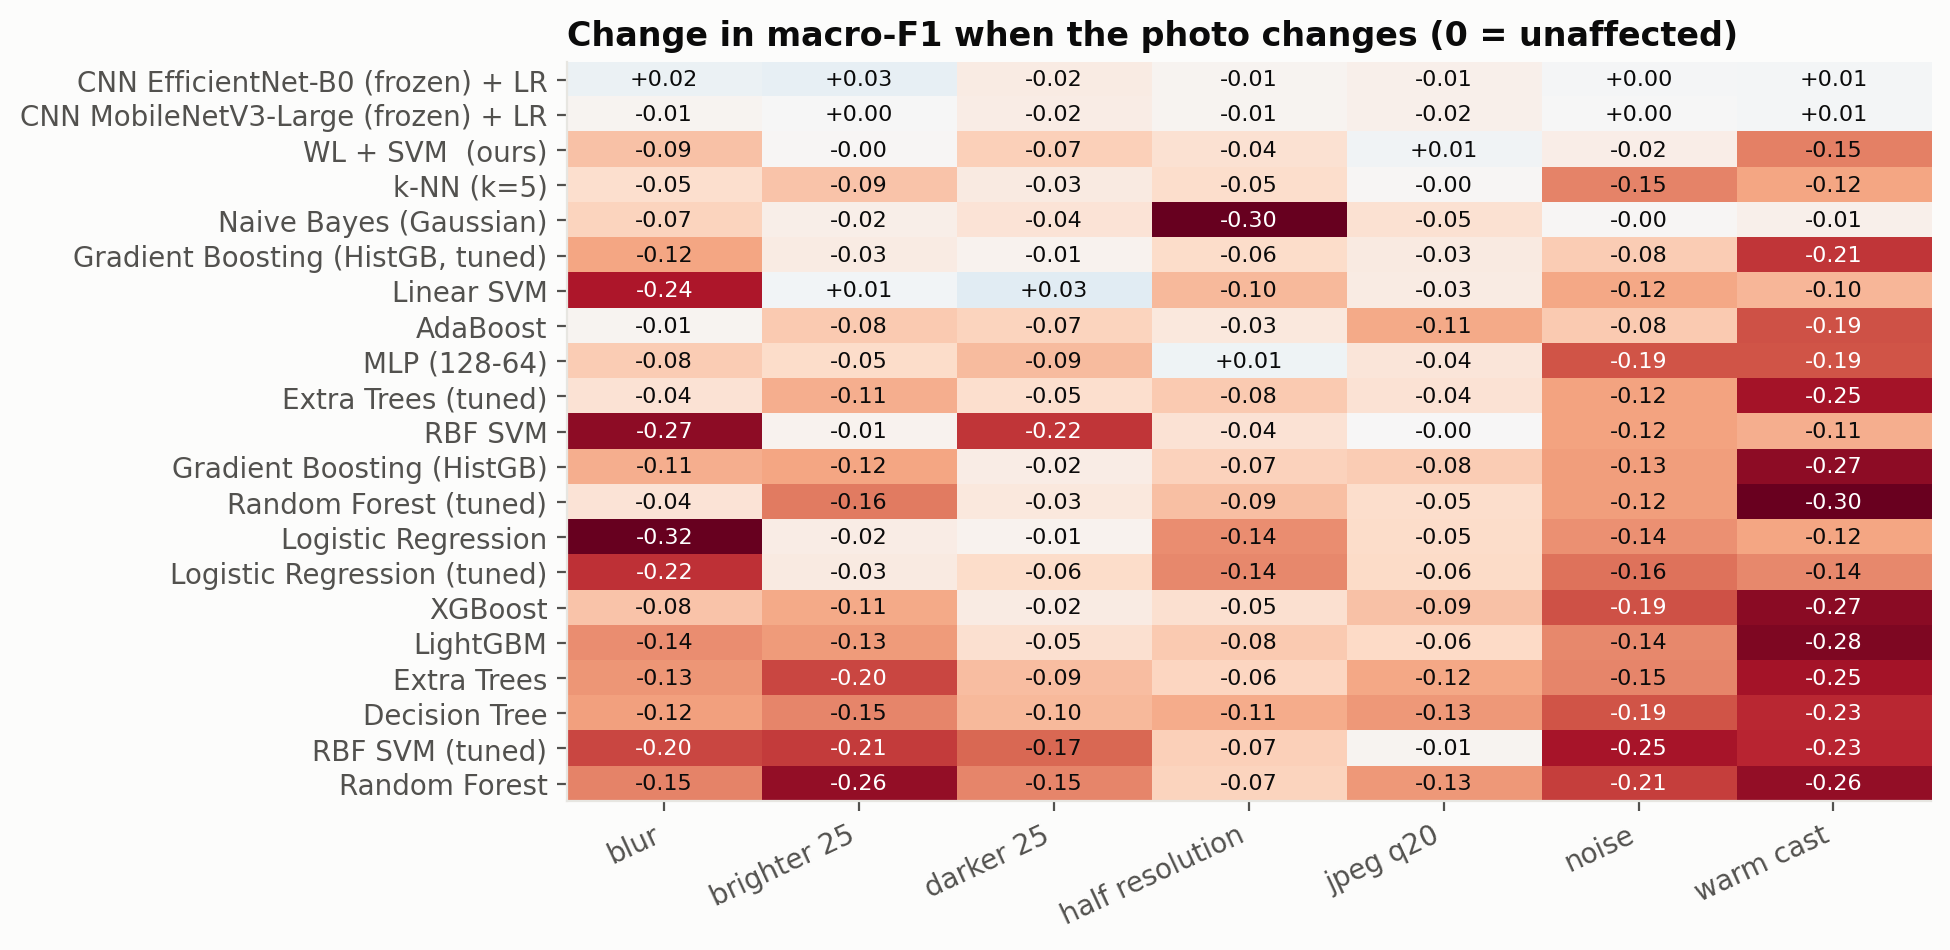 Change in macro-F1 when the photo changes (0 = unaffected)
CNN EfficientNet-B0 (frozen) + LR +0.02 +0.03 -0.02 -0.01 -0.01 +0.00 +0.01
CNN MobileNetV3-Large (frozen) + LR -0.01 +0.00 -0.02 -0.01 -0.02 +0.00 +0.01
WL + SVM  (ours) -0.09 -0.00 -0.07 -0.04 +0.01 -0.02 -0.15
k-NN (k=5) -0.05 -0.09 -0.03 -0.05 -0.00 -0.15 -0.12
Naive Bayes (Gaussian) -0.07 -0.02 -0.04 -0.30 -0.05 -0.00 -0.01
Gradient Boosting (HistGB, tuned) -0.12 -0.03 -0.01 -0.06 -0.03 -0.08 -0.21
Linear SVM -0.24 +0.01 +0.03 -0.10 -0.03 -0.12 -0.10
AdaBoost -0.01 -0.08 -0.07 -0.03 -0.11 -0.08 -0.19
MLP (128-64) -0.08 -0.05 -0.09 +0.01 -0.04 -0.19 -0.19
Extra Trees (tuned) -0.04 -0.11 -0.05 -0.08 -0.04 -0.12 -0.25
RBF SVM -0.27 -0.01 -0.22 -0.04 -0.00 -0.12 -0.11
Gradient Boosting (HistGB) -0.11 -0.12 -0.02 -0.07 -0.08 -0.13 -0.27
Random Forest (tuned) -0.04 -0.16 -0.03 -0.09 -0.05 -0.12 -0.30
Logistic Regression -0.32 -0.02 -0.01 -0.14 -0.05 -0.14 -0.12
Logistic Regression (tuned) -0.22 -0.03 -0.06 -0.14 -0.06 -0.16 -0.14
XGBoost -0.08 -0.11 -0.02 -0.05 -0.09 -0.19 -0.27
LightGBM -0.14 -0.13 -0.05 -0.08 -0.06 -0.14 -0.28
Extra Trees -0.13 -0.20 -0.09 -0.06 -0.12 -0.15 -0.25
Decision Tree -0.12 -0.15 -0.10 -0.11 -0.13 -0.19 -0.23
RBF SVM (tuned) -0.20 -0.21 -0.17 -0.07 -0.01 -0.25 -0.23
Random Forest -0.15 -0.26 -0.15 -0.07 -0.13 -0.21 -0.26
blur brighter 25 darker 25 half resolution jpeg q20 noise warm cast